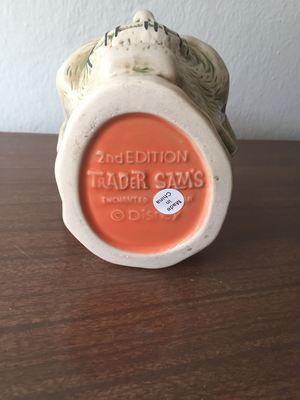 2nd EDITION
TRADER SAM'S
ENCHANTED
© DISNEY
Made
in
China